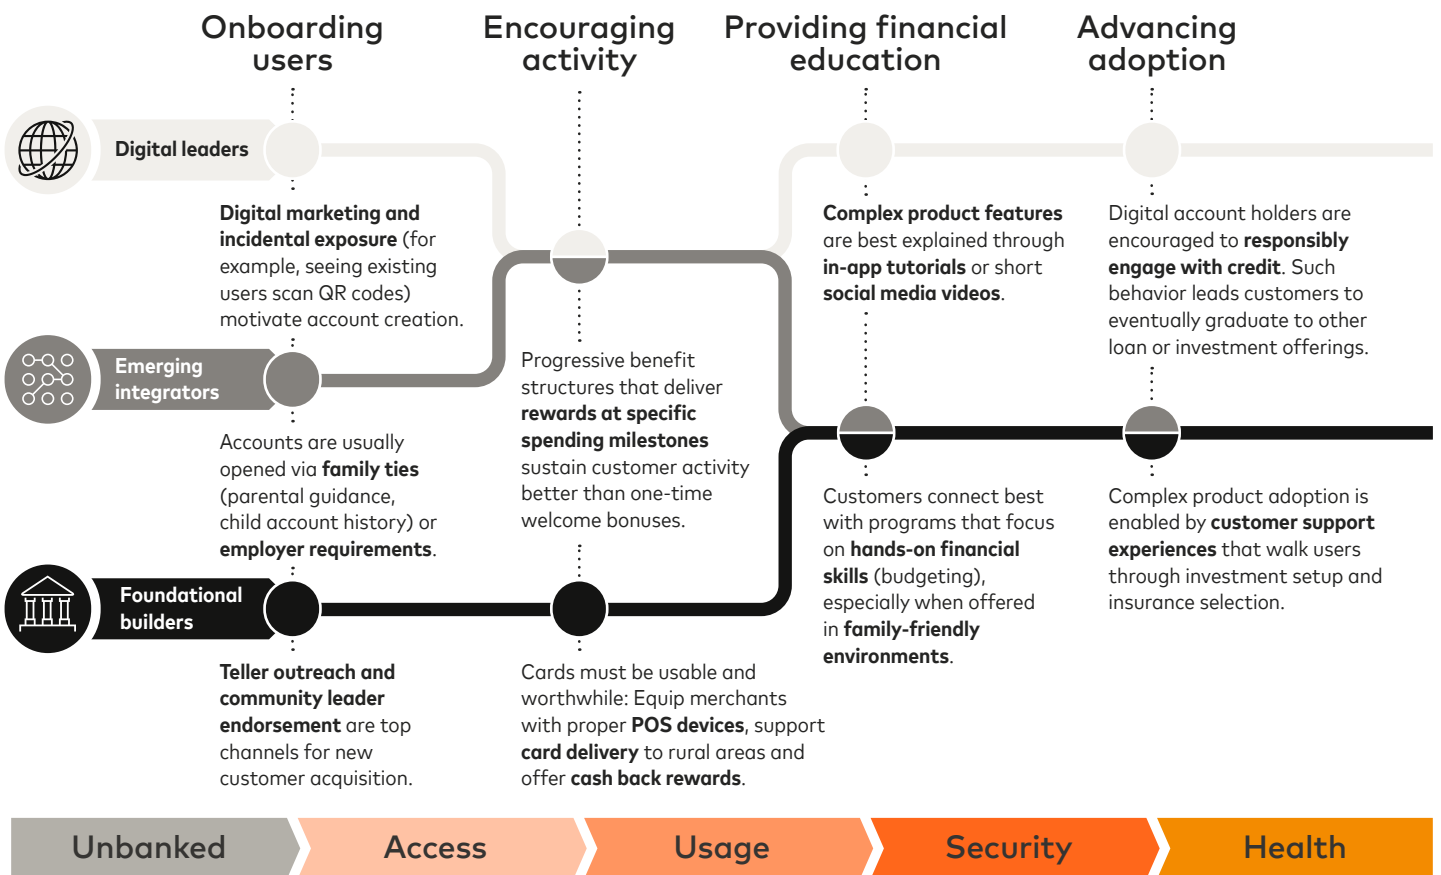 Onboarding
users
Encouraging
activity
Providing financial
education
Advancing
adoption
Digital leaders
Digital marketing and
incidental exposure (for
example, seeing existing
users scan QR codes)
motivate account creation.
Complex product features
are best explained through
in-app tutorials or short
social media videos.
Digital account holders are
encouraged to responsibly
engage with credit. Such
behavior leads customers to
eventually graduate to other
loan or investment offerings.
Emerging
integrators
Accounts are usually
opened via family ties
(parental guidance,
child account history) or
employer requirements.
Progressive benefit
structures that deliver
rewards at specific
spending milestones
sustain customer activity
better than one-time
welcome bonuses.
Customers connect best
with programs that focus
on hands-on financial
skills (budgeting),
especially when offered
in family-friendly
environments.
Complex product adoption is
enabled by customer support
experiences that walk users
through investment setup and
insurance selection.
Foundational
builders
Teller outreach and
community leader
endorsement are top
channels for new
customer acquisition.
Cards must be usable and
worthwhile: Equip merchants
with proper POS devices, support
card delivery to rural areas and
offer cash back rewards.
Unbanked
Access
Usage
Security
Health